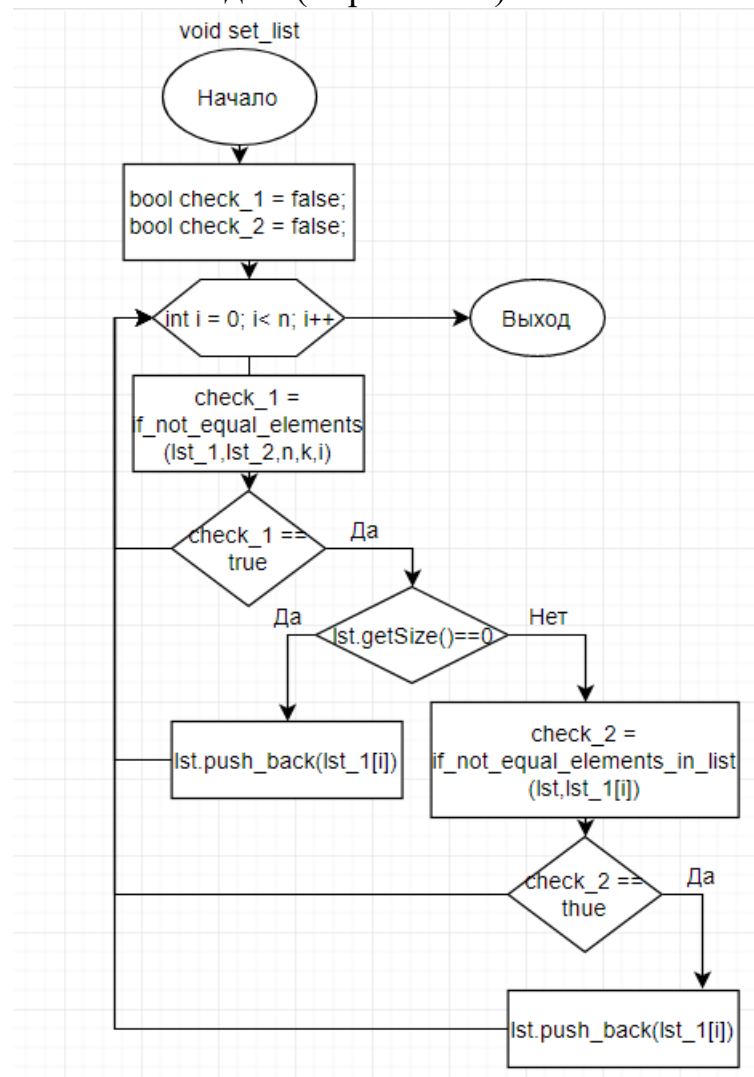 void set_list
Начало
bool check_1 = false;
bool check_2 = false;
int i = 0; i< n; i++
Выход
check_1 =
if_not_equal_elements
(lst_1,lst_2,n,k,i)
check_1 ==
true
Да
lst.getSize()==0
Да
Нет
lst.push_back(lst_1[i])
check_2 =
if_not_equal_elements_in_list
(lst,lst_1[i])
check_2 ==
thue
Да
lst.push_back(lst_1[i])